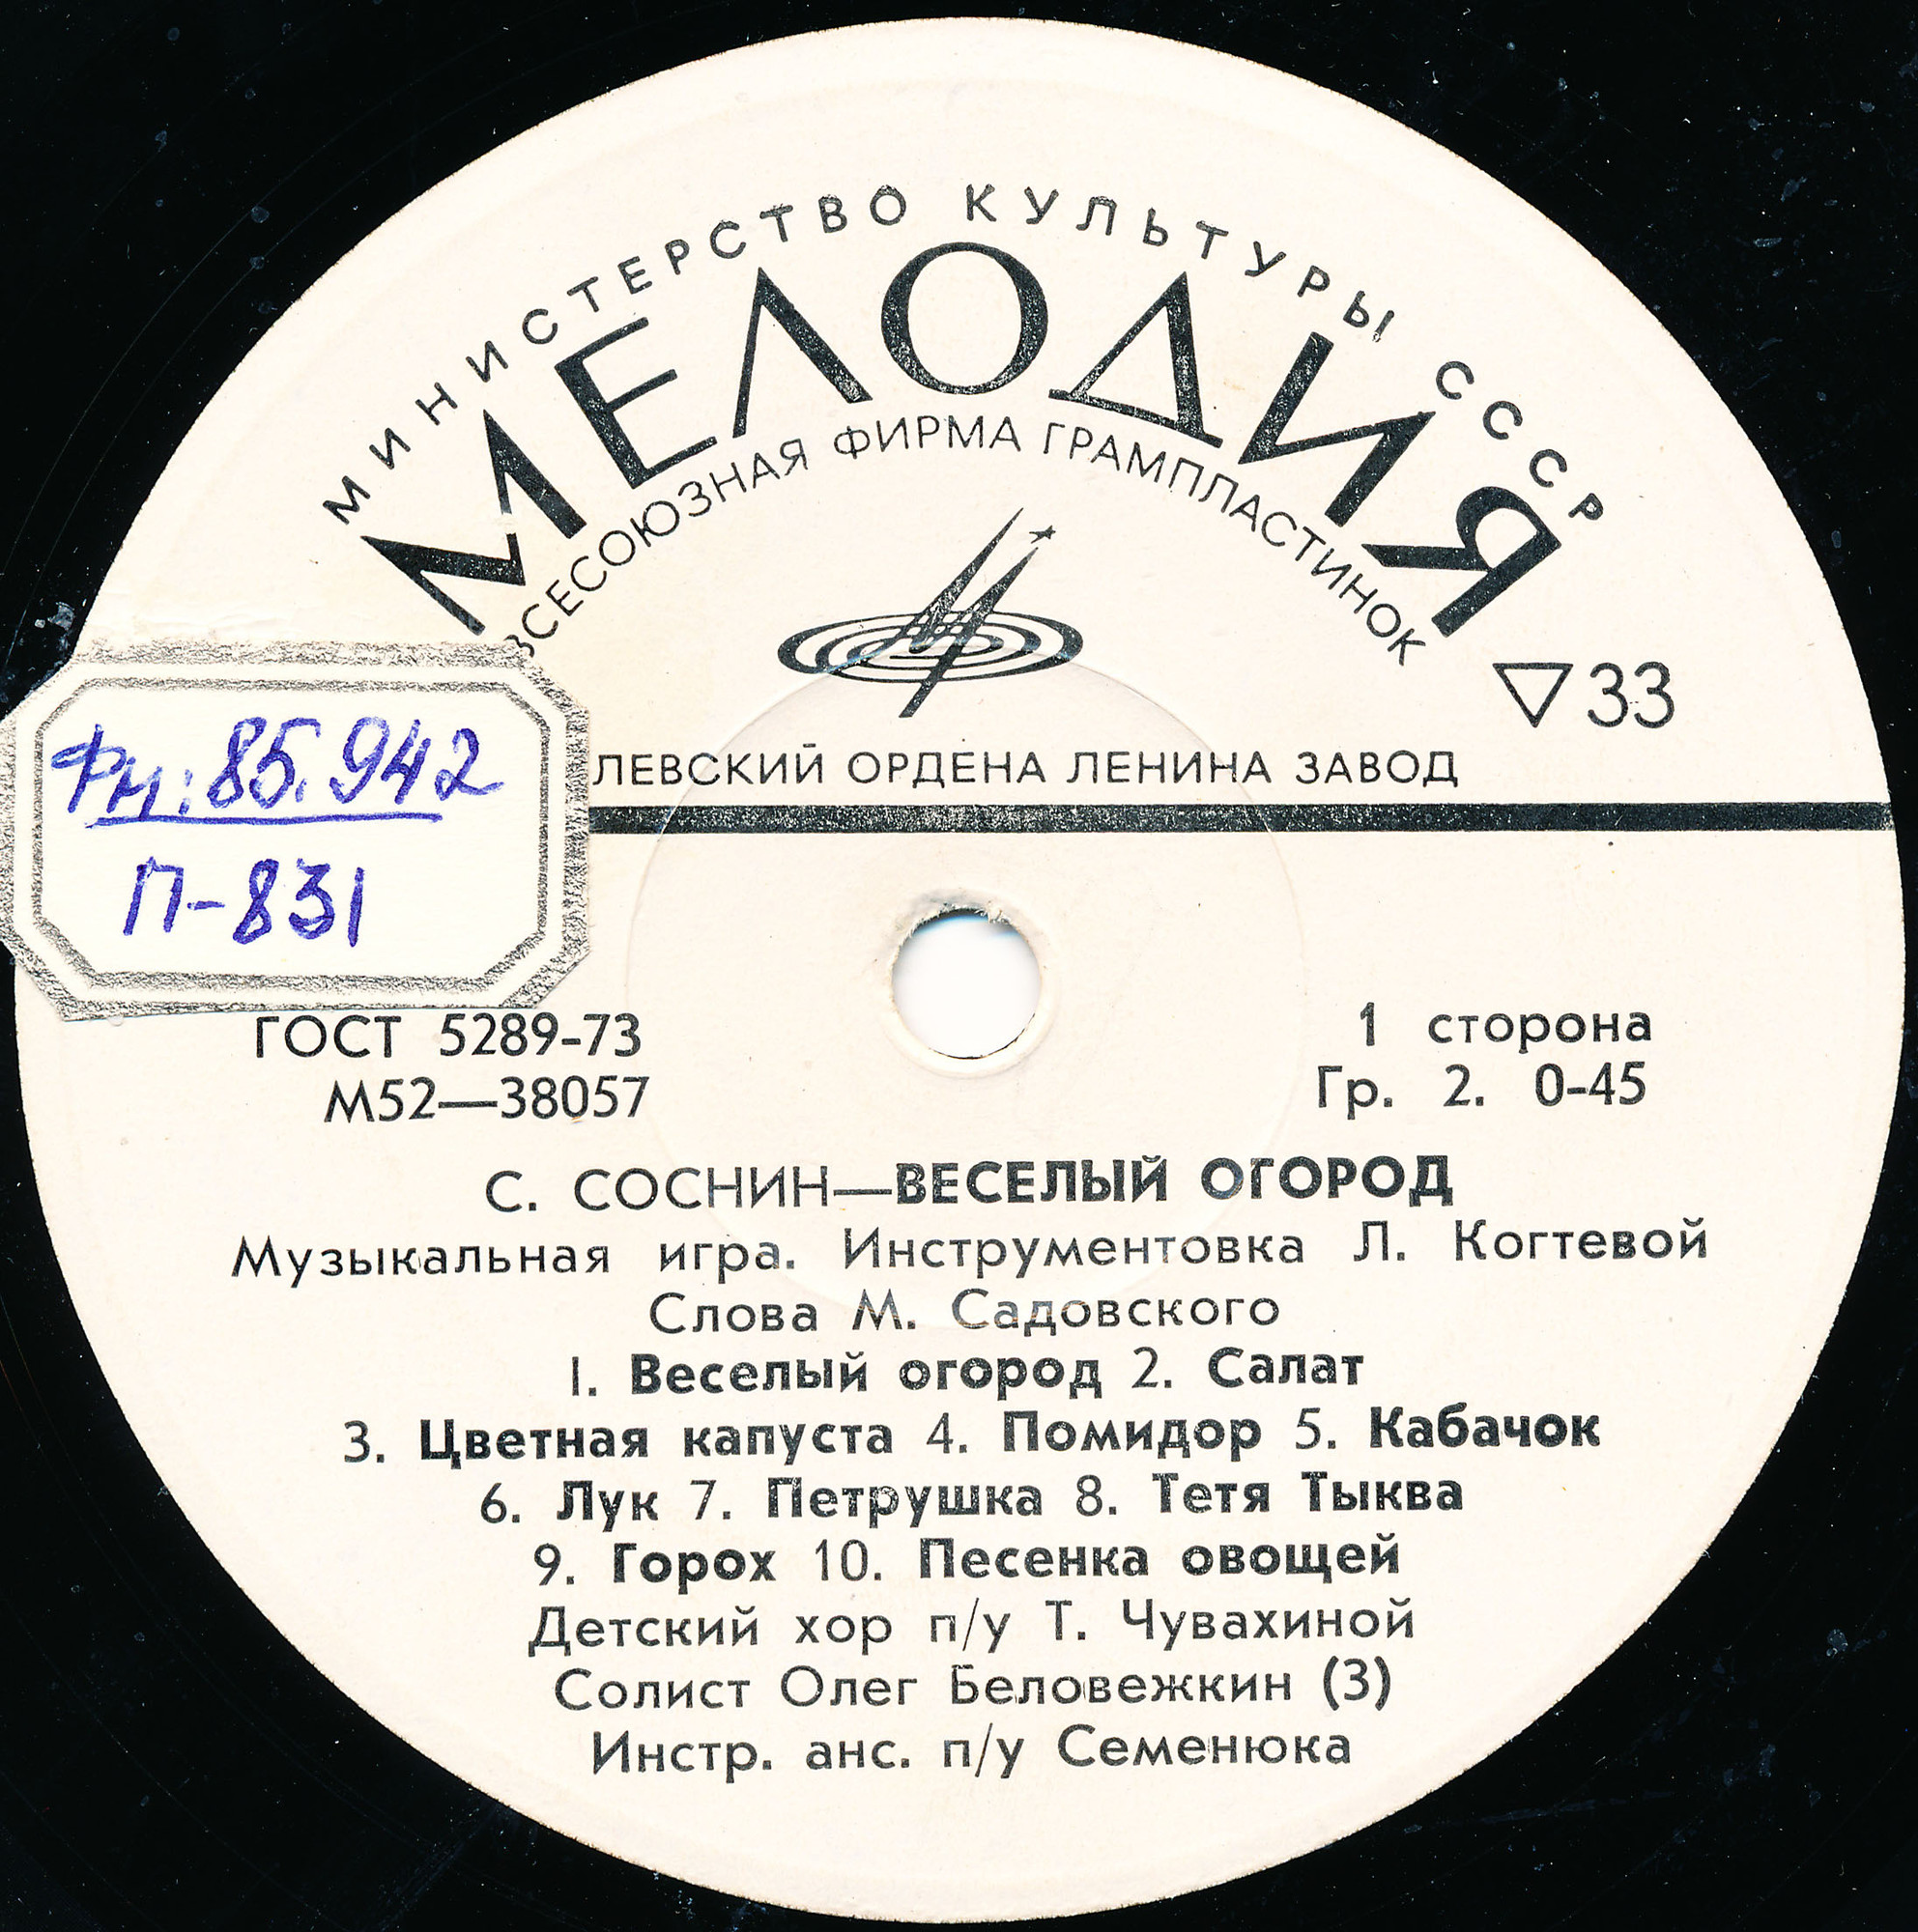 МИНИСТЕРСТВО КУЛЬТУРЫ СССР
МЕЛОДИЯ
ВСЕСОЮЗНАЯ ФИРМА ГРАМПЛАСТИНОК
33
ЛЕВСКИЙ ОРДЕНА ЛЕНИНА ЗАВОД
Фн: 85.942
П-831
ГОСТ 5289-73
М52—38057
1 сторона
Гр. 2. 0-45
С. СОСНИН—ВЕСЕЛЫЙ ОГОРОД
Музыкальная игра. Инструментовка Л. Когтевой
Слова М. Садовского
1. Веселый огород 2. Салат
3. Цветная капуста 4. Помидор 5. Кабачок
6. Лук 7. Петрушка 8. Тетя Тыква
9. Горох 10. Песенка овощей
Детский хор п/у Т. Чувахиной
Солист Олег Беловежкин (3)
Инстр. анс. п/у Семенюка